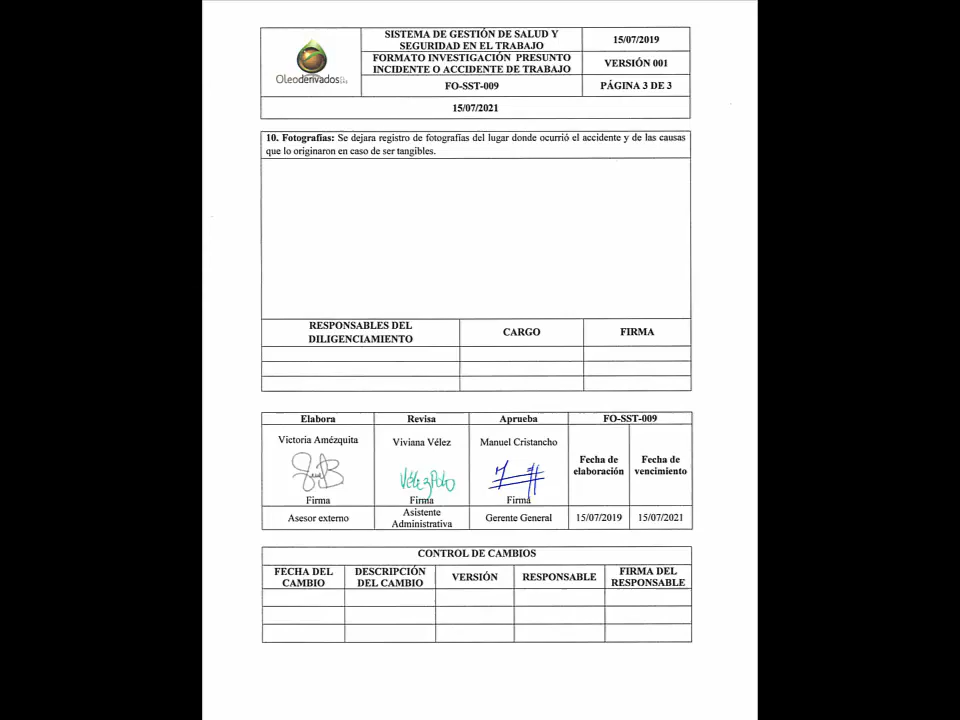 Oleoderivados
SISTEMA DE GESTIÓN DE SALUD Y
SEGURIDAD EN EL TRABAJO
15/07/2019
FORMATO INVESTIGACIÓN PRESUNTO
INCIDENTE O ACCIDENTE DE TRABAJO
VERSIÓN 001
FO-SST-009
PÁGINA 3 DE 3
15/07/2021
10. Fotografías: Se dejara registro de fotografías del lugar donde ocurrió el accidente y de las causas
que lo originaron en caso de ser tangibles.
RESPONSABLES DEL
DILIGENCIAMIENTO
CARGO
FIRMA
Elabora
Revisa
Aprueba
FO-SST-009
Victoria Amézquita
Viviana Vélez
Manuel Cristancho
Fecha de
elaboración
Fecha de
vencimiento
Firma
Firma
Firma
Asesor externo
Asistente
Administrativa
Gerente General
15/07/2019
15/07/2021
CONTROL DE CAMBIOS
FECHA DEL
CAMBIO
DESCRIPCIÓN
DEL CAMBIO
VERSIÓN
RESPONSABLE
FIRMA DEL
RESPONSABLE